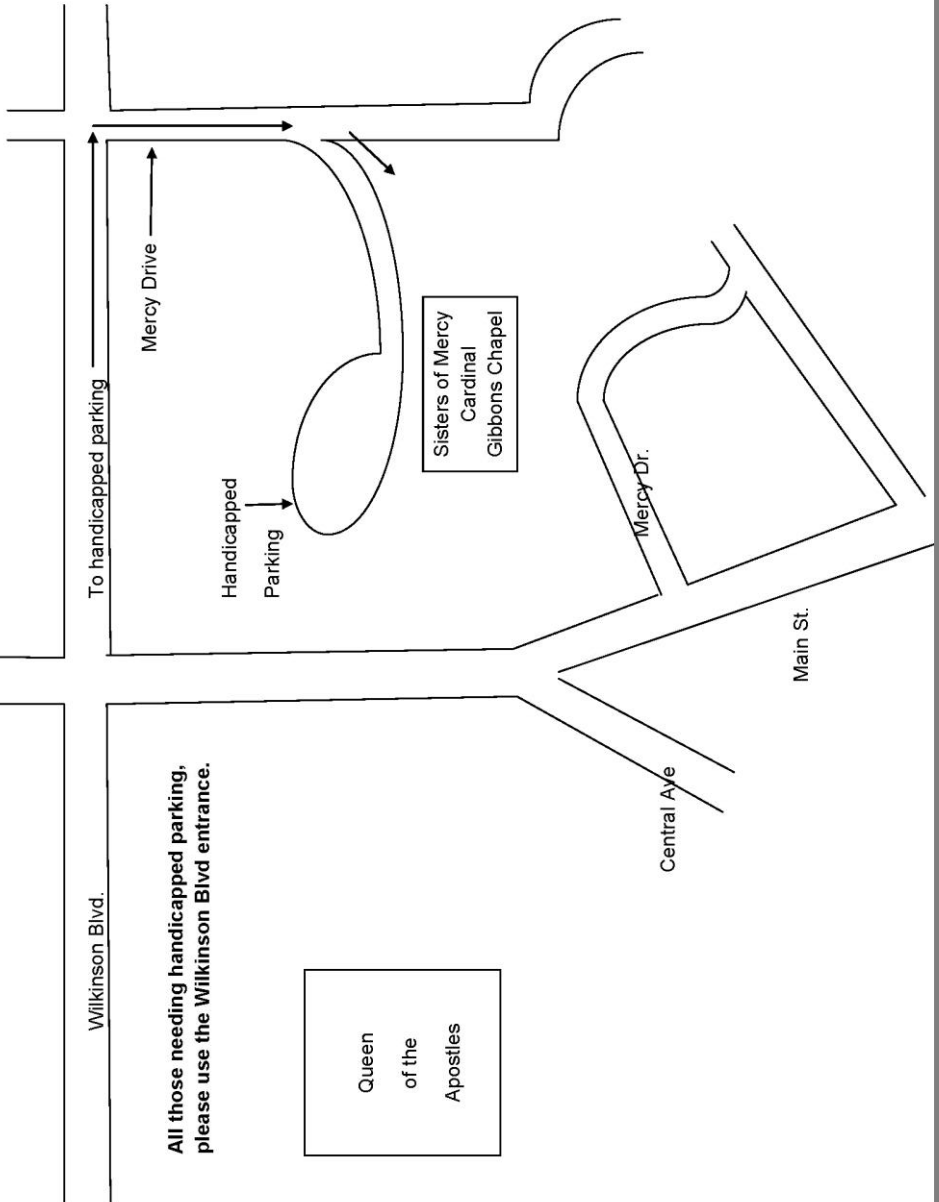 Wilkinson Blvd.
To handicapped parking
Mercy Drive
All those needing handicapped parking,
please use the Wilkinson Blvd entrance.
Handicapped
Parking
Queen
of the
Apostles
Sisters of Mercy
Cardinal
Gibbons Chapel
Mercy Dr.
Central Ave
Main St.